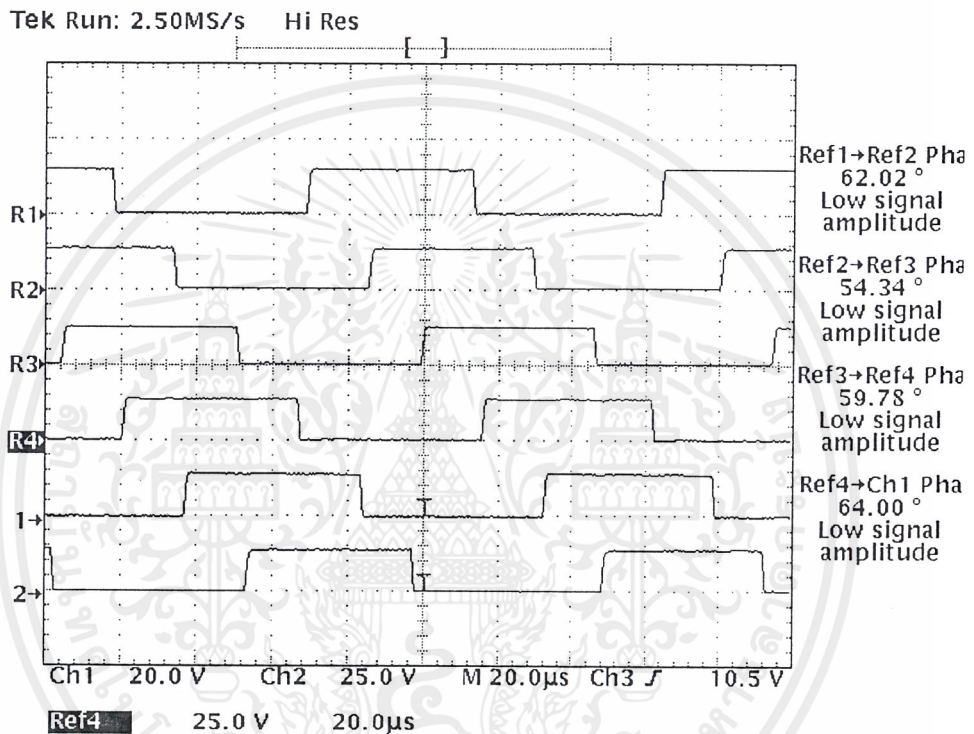 Tek Run: 2.50MS/s Hi Res
[ ]
Ref1→Ref2 Pha
62.02 °
Low signal
amplitude
R1
Ref2→Ref3 Pha
54.34 °
Low signal
amplitude
R2
R3
Ref3→Ref4 Pha
59.78 °
Low signal
amplitude
R4
Ref4→Ch1 Pha
64.00 °
Low signal
amplitude
1→
2→
Ch1 20.0 V Ch2 25.0 V M 20.0µs Ch3 ƒ 10.5 V
Ref4 25.0 V 20.0µs